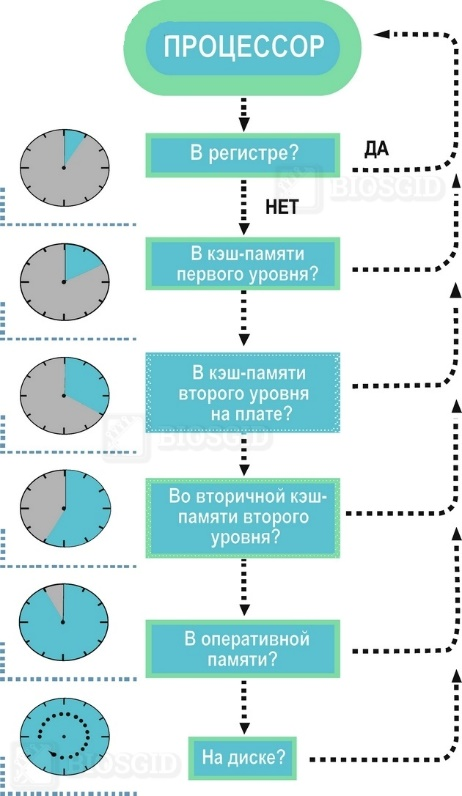 ПРОЦЕССОР
В регистре?
ДА
BIOSGID
НЕТ
В кэш-памяти
первого уровня?
В кэш-памяти
второго уровня
на плате?
BIOSGID
Во вторичной кэш-
памяти второго
уровня?
В оперативной
памяти?
На диске?
BIOSGID